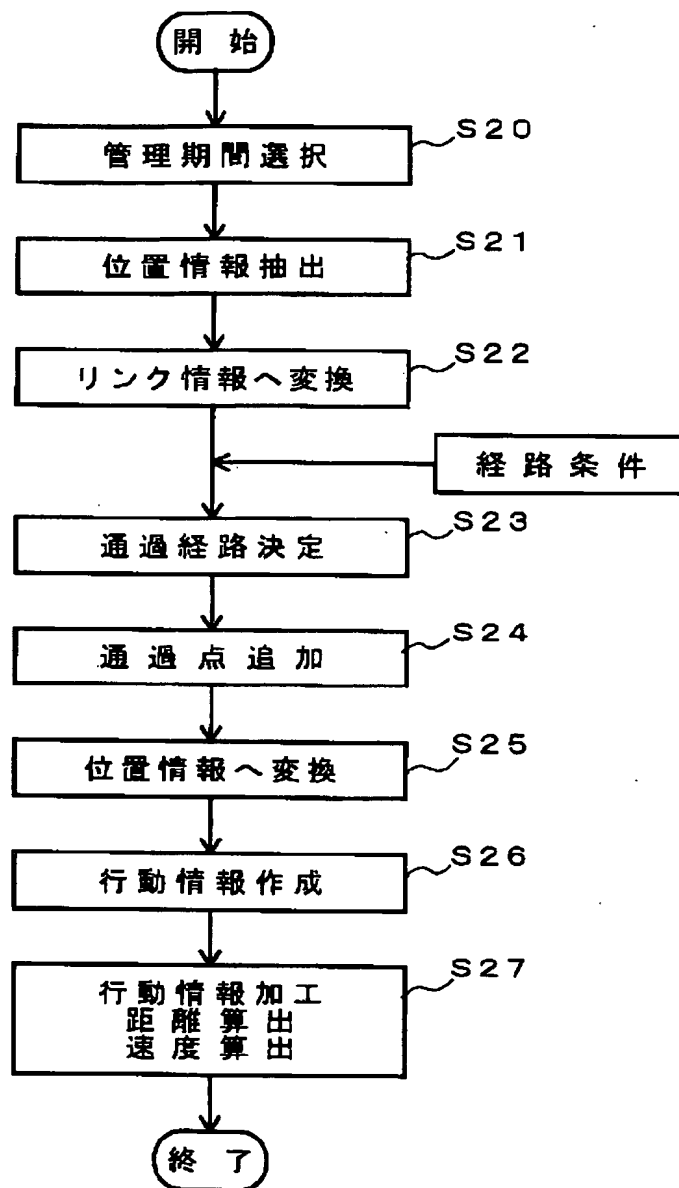 開始
S20
管理期間選択
S21
位置情報抽出
S22
リンク情報へ変換
経路条件
S23
通過経路決定
S24
通過点追加
S25
位置情報へ変換
S26
行動情報作成
S27
行動情報加工
距離算出
速度算出
終了